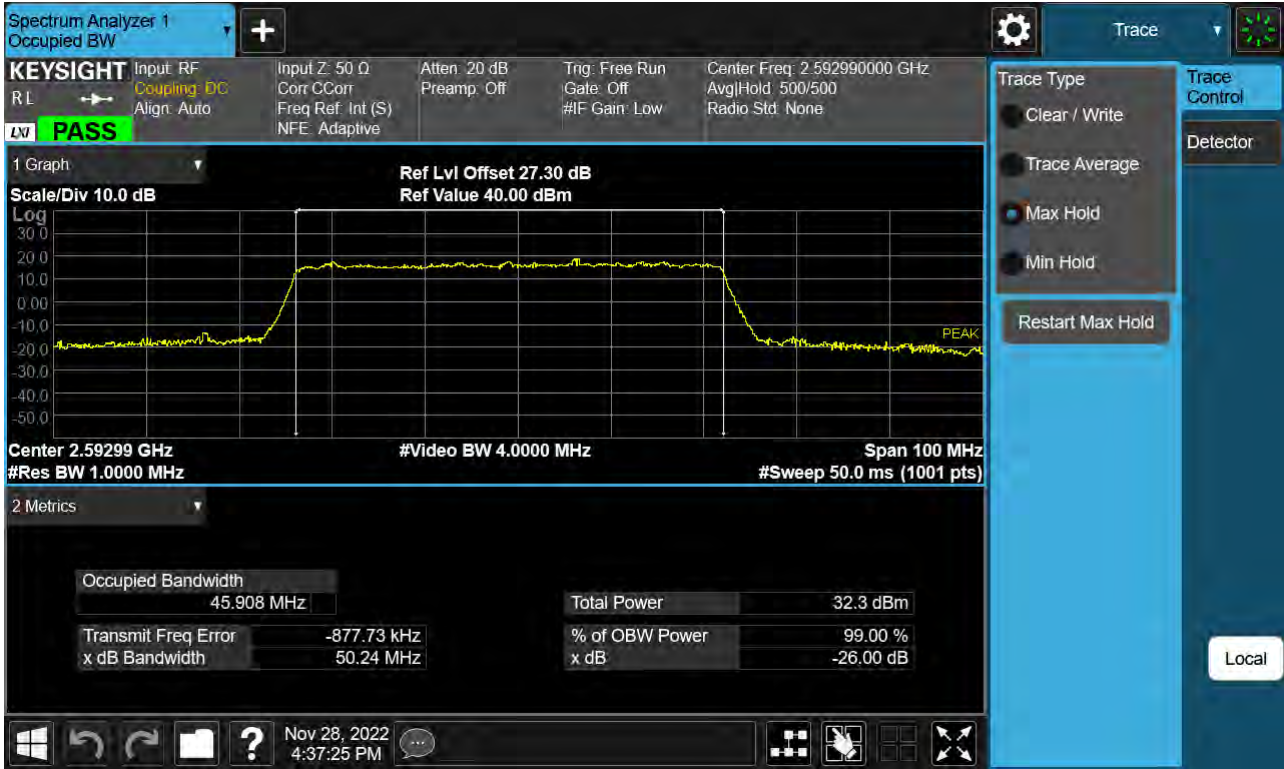 Spectrum Analyzer 1
Occupied BW
Trace
KEYSIGHT
R L
LXI
PASS
Input: RF
Coupling: DC
Align: Auto
Input Z: 50 Ω
Corr CCorr
Freq Ref: Int (S)
NFE: Adaptive
Atten: 20 dB
Preamp: Off
Trig: Free Run
Gate: Off
#IF Gain: Low
Center Freq: 2.592990000 GHz
Avg|Hold: 500/500
Radio Std: None
1 Graph
Scale/Div 10.0 dB
Ref Lvl Offset 27.30 dB
Ref Value 40.00 dBm
Log
30.0
20.0
10.0
0.00
-10.0
-20.0
-30.0
-40.0
-50.0
PEAK
Center 2.59299 GHz
#Video BW 4.0000 MHz
Span 100 MHz
#Res BW 1.0000 MHz
#Sweep 50.0 ms (1001 pts)
2 Metrics
Occupied Bandwidth
45.908 MHz
Total Power 32.3 dBm
Transmit Freq Error -877.73 kHz
% of OBW Power 99.00 %
x dB Bandwidth 50.24 MHz
x dB -26.00 dB
Trace Type
Clear / Write
Trace Average
Max Hold
Min Hold
Restart Max Hold
Trace
Control
Detector
Local
?
Nov 28, 2022
4:37:25 PM